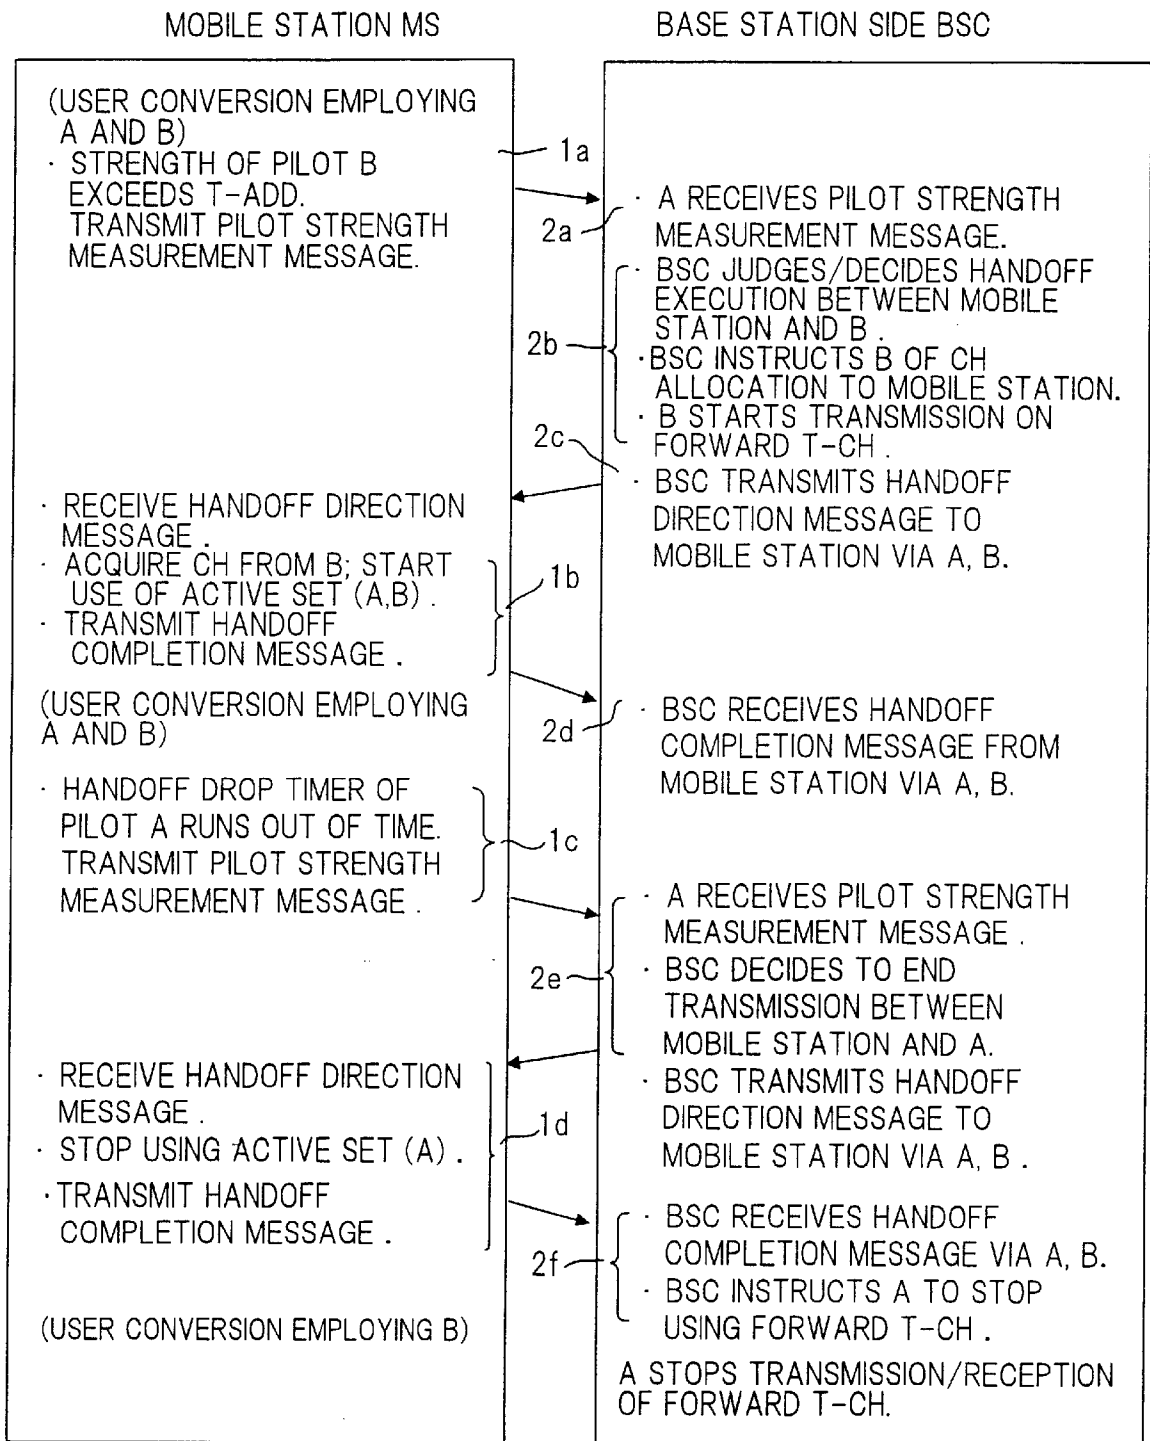 MOBILE STATION MS
BASE STATION SIDE BSC
(USER CONVERSION EMPLOYING
A AND B)
· STRENGTH OF PILOT B
EXCEEDS T-ADD.
TRANSMIT PILOT STRENGTH
MEASUREMENT MESSAGE.
1a
2a
· A RECEIVES PILOT STRENGTH
MEASUREMENT MESSAGE.
2b
· BSC JUDGES/DECIDES HANDOFF
EXECUTION BETWEEN MOBILE
STATION AND B .
·BSC INSTRUCTS B OF CH
ALLOCATION TO MOBILE STATION.
· B STARTS TRANSMISSION ON
FORWARD T-CH .
2c
· BSC TRANSMITS HANDOFF
DIRECTION MESSAGE TO
MOBILE STATION VIA A, B.
· RECEIVE HANDOFF DIRECTION
MESSAGE .
· ACQUIRE CH FROM B; START
USE OF ACTIVE SET (A,B) .
· TRANSMIT HANDOFF
COMPLETION MESSAGE .
1b
(USER CONVERSION EMPLOYING
A AND B)
2d
· BSC RECEIVES HANDOFF
COMPLETION MESSAGE FROM
MOBILE STATION VIA A, B.
· HANDOFF DROP TIMER OF
PILOT A RUNS OUT OF TIME.
TRANSMIT PILOT STRENGTH
MEASUREMENT MESSAGE .
1c
2e
· A RECEIVES PILOT STRENGTH
MEASUREMENT MESSAGE .
· BSC DECIDES TO END
TRANSMISSION BETWEEN
MOBILE STATION AND A.
· BSC TRANSMITS HANDOFF
DIRECTION MESSAGE TO
MOBILE STATION VIA A, B .
· RECEIVE HANDOFF DIRECTION
MESSAGE .
· STOP USING ACTIVE SET (A) .
·TRANSMIT HANDOFF
COMPLETION MESSAGE .
1d
2f
· BSC RECEIVES HANDOFF
COMPLETION MESSAGE VIA A, B.
· BSC INSTRUCTS A TO STOP
USING FORWARD T-CH .
(USER CONVERSION EMPLOYING B)
A STOPS TRANSMISSION/RECEPTION
OF FORWARD T-CH.